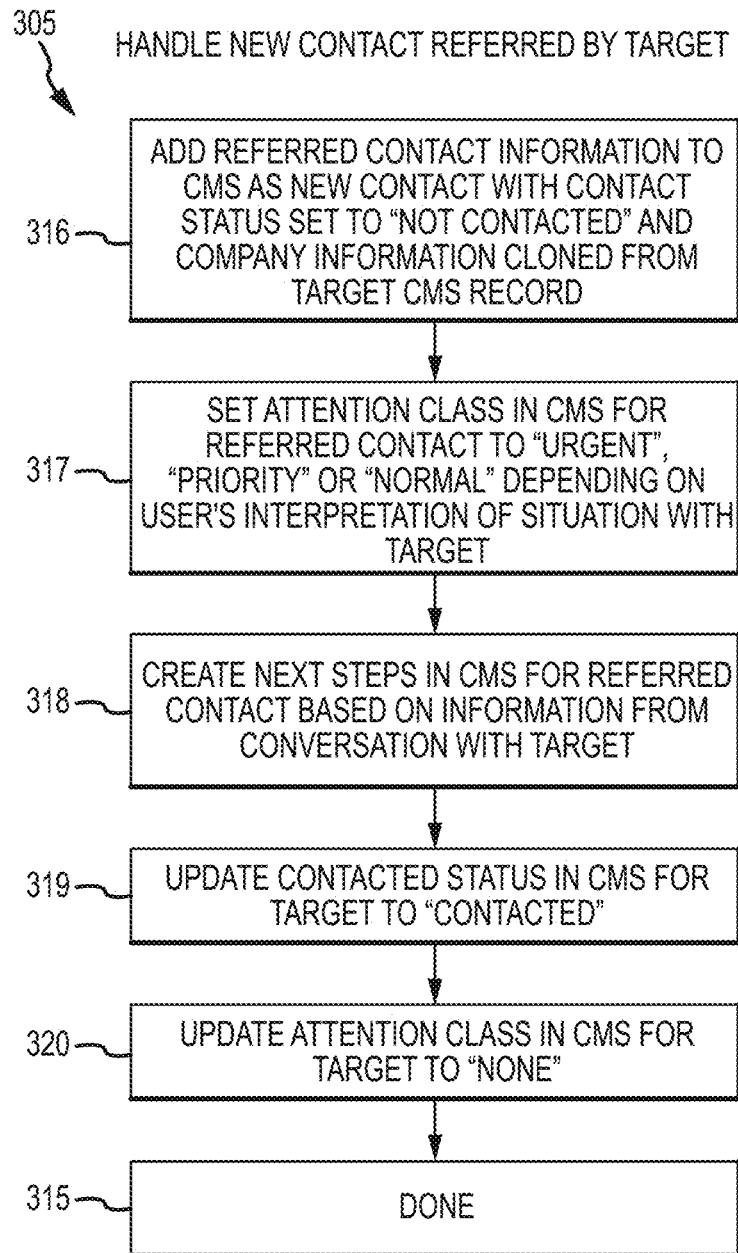 305
HANDLE NEW CONTACT REFERRED BY TARGET
316
ADD REFERRED CONTACT INFORMATION TO
CMS AS NEW CONTACT WITH CONTACT
STATUS SET TO “NOT CONTACTED” AND
COMPANY INFORMATION CLONED FROM
TARGET CMS RECORD
317
SET ATTENTION CLASS IN CMS FOR
REFERRED CONTACT TO “URGENT”,
“PRIORITY” OR “NORMAL” DEPENDING ON
USER'S INTERPRETATION OF SITUATION WITH
TARGET
318
CREATE NEXT STEPS IN CMS FOR REFERRED
CONTACT BASED ON INFORMATION FROM
CONVERSATION WITH TARGET
319
UPDATE CONTACTED STATUS IN CMS FOR
TARGET TO “CONTACTED”
320
UPDATE ATTENTION CLASS IN CMS FOR
TARGET TO “NONE”
315
DONE